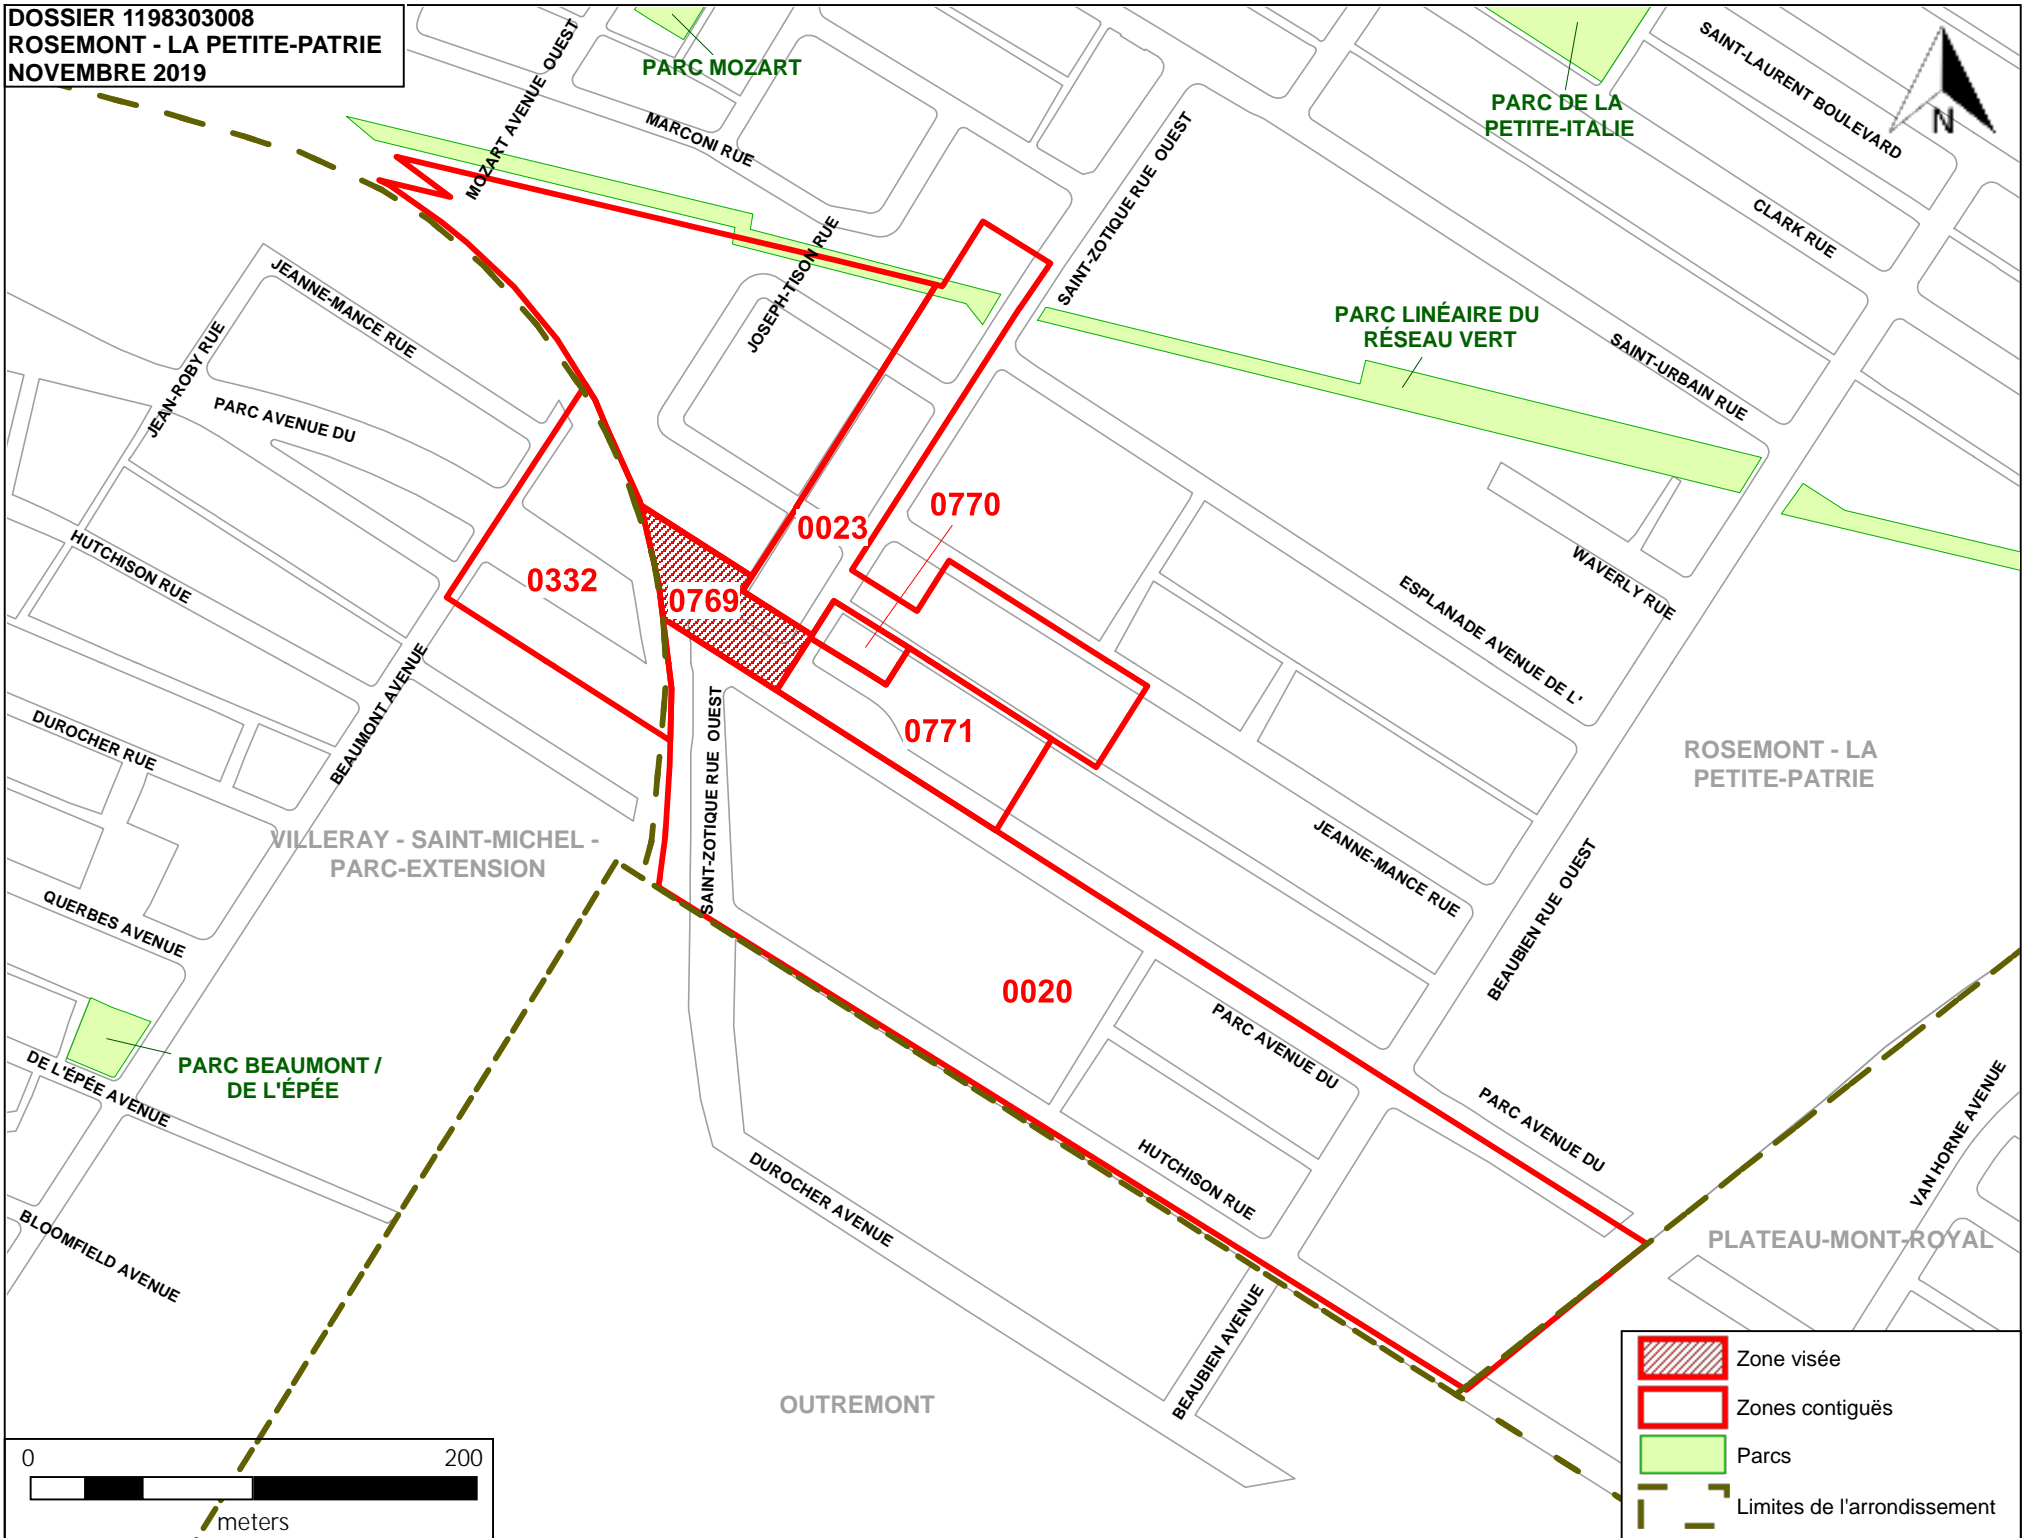 DOSSIER 1198303008
ROSEMONT - LA PETITE-PATRIE
NOVEMBRE 2019
PARC MOZART
MOZART AVENUE OUEST
MARCONI RUE
SAINT-LAURENT BOULEVARD
PARC DE LA
PETITE-ITALIE
N
SAINT-ZOTIQUE RUE OUEST
CLARK RUE
JOSEPH-TISON RUE
JEANNE-MANCE RUE
PARC LINÉAIRE DU
RÉSEAU VERT
SAINT-URBAIN RUE
JEAN-ROBY RUE
PARC AVENUE DU
0770
0023
HUTCHISON RUE
0332
0769
WAVERLY RUE
ESPLANADE AVENUE DE L'
BEAUMONT AVENUE
DUROCHER RUE
SAINT-ZOTIQUE RUE OUEST
0771
ROSEMONT - LA
PETITE-PATRIE
VILLERAY - SAINT-MICHEL -
PARC-EXTENSION
JEANNE-MANCE RUE
BEAUBIEN RUE OUEST
QUERBES AVENUE
0020
PARC AVENUE DU
PARC BEAUMONT /
DE L'ÉPÉE
DE L'ÉPÉE AVENUE
PARC AVENUE DU
VAN HORNE AVENUE
HUTCHISON RUE
DUROCHER AVENUE
BLOOMFIELD AVENUE
PLATEAU-MONT-ROYAL
BEAUBIEN AVENUE
OUTREMONT
Zone visée
Zones contiguës
Parcs
Limites de l'arrondissement
0 200
meters